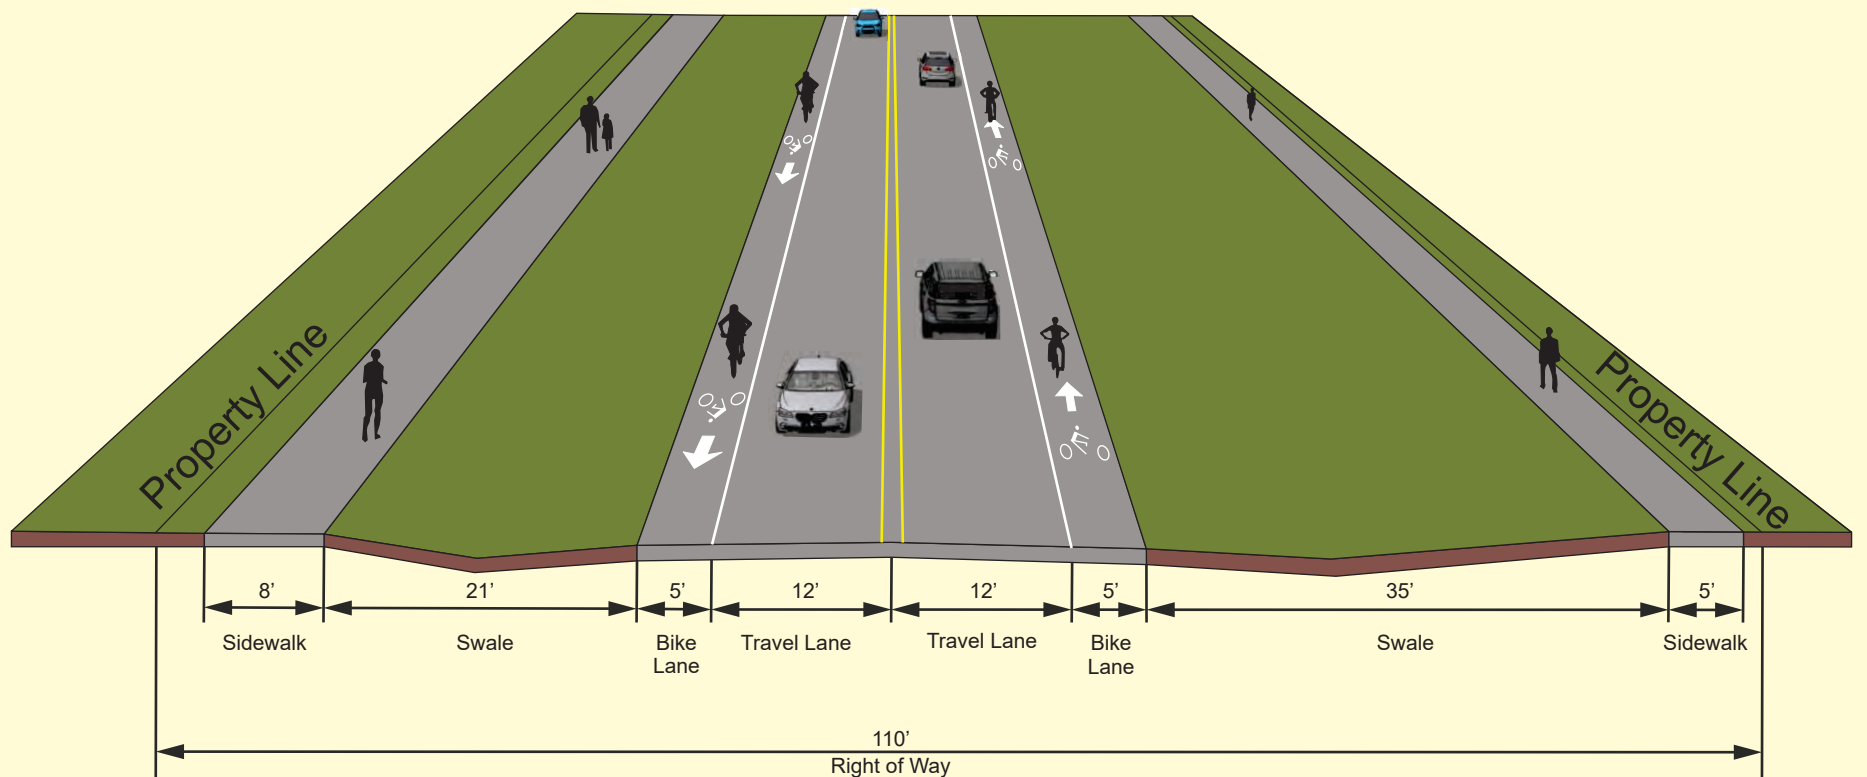 Property Line
Property Line
8’
21’
5’
12’
12’
5’
35’
5’
Sidewalk
Swale
Bike
Lane
Travel Lane
Travel Lane
Bike
Lane
Swale
Sidewalk
110’
Right of Way